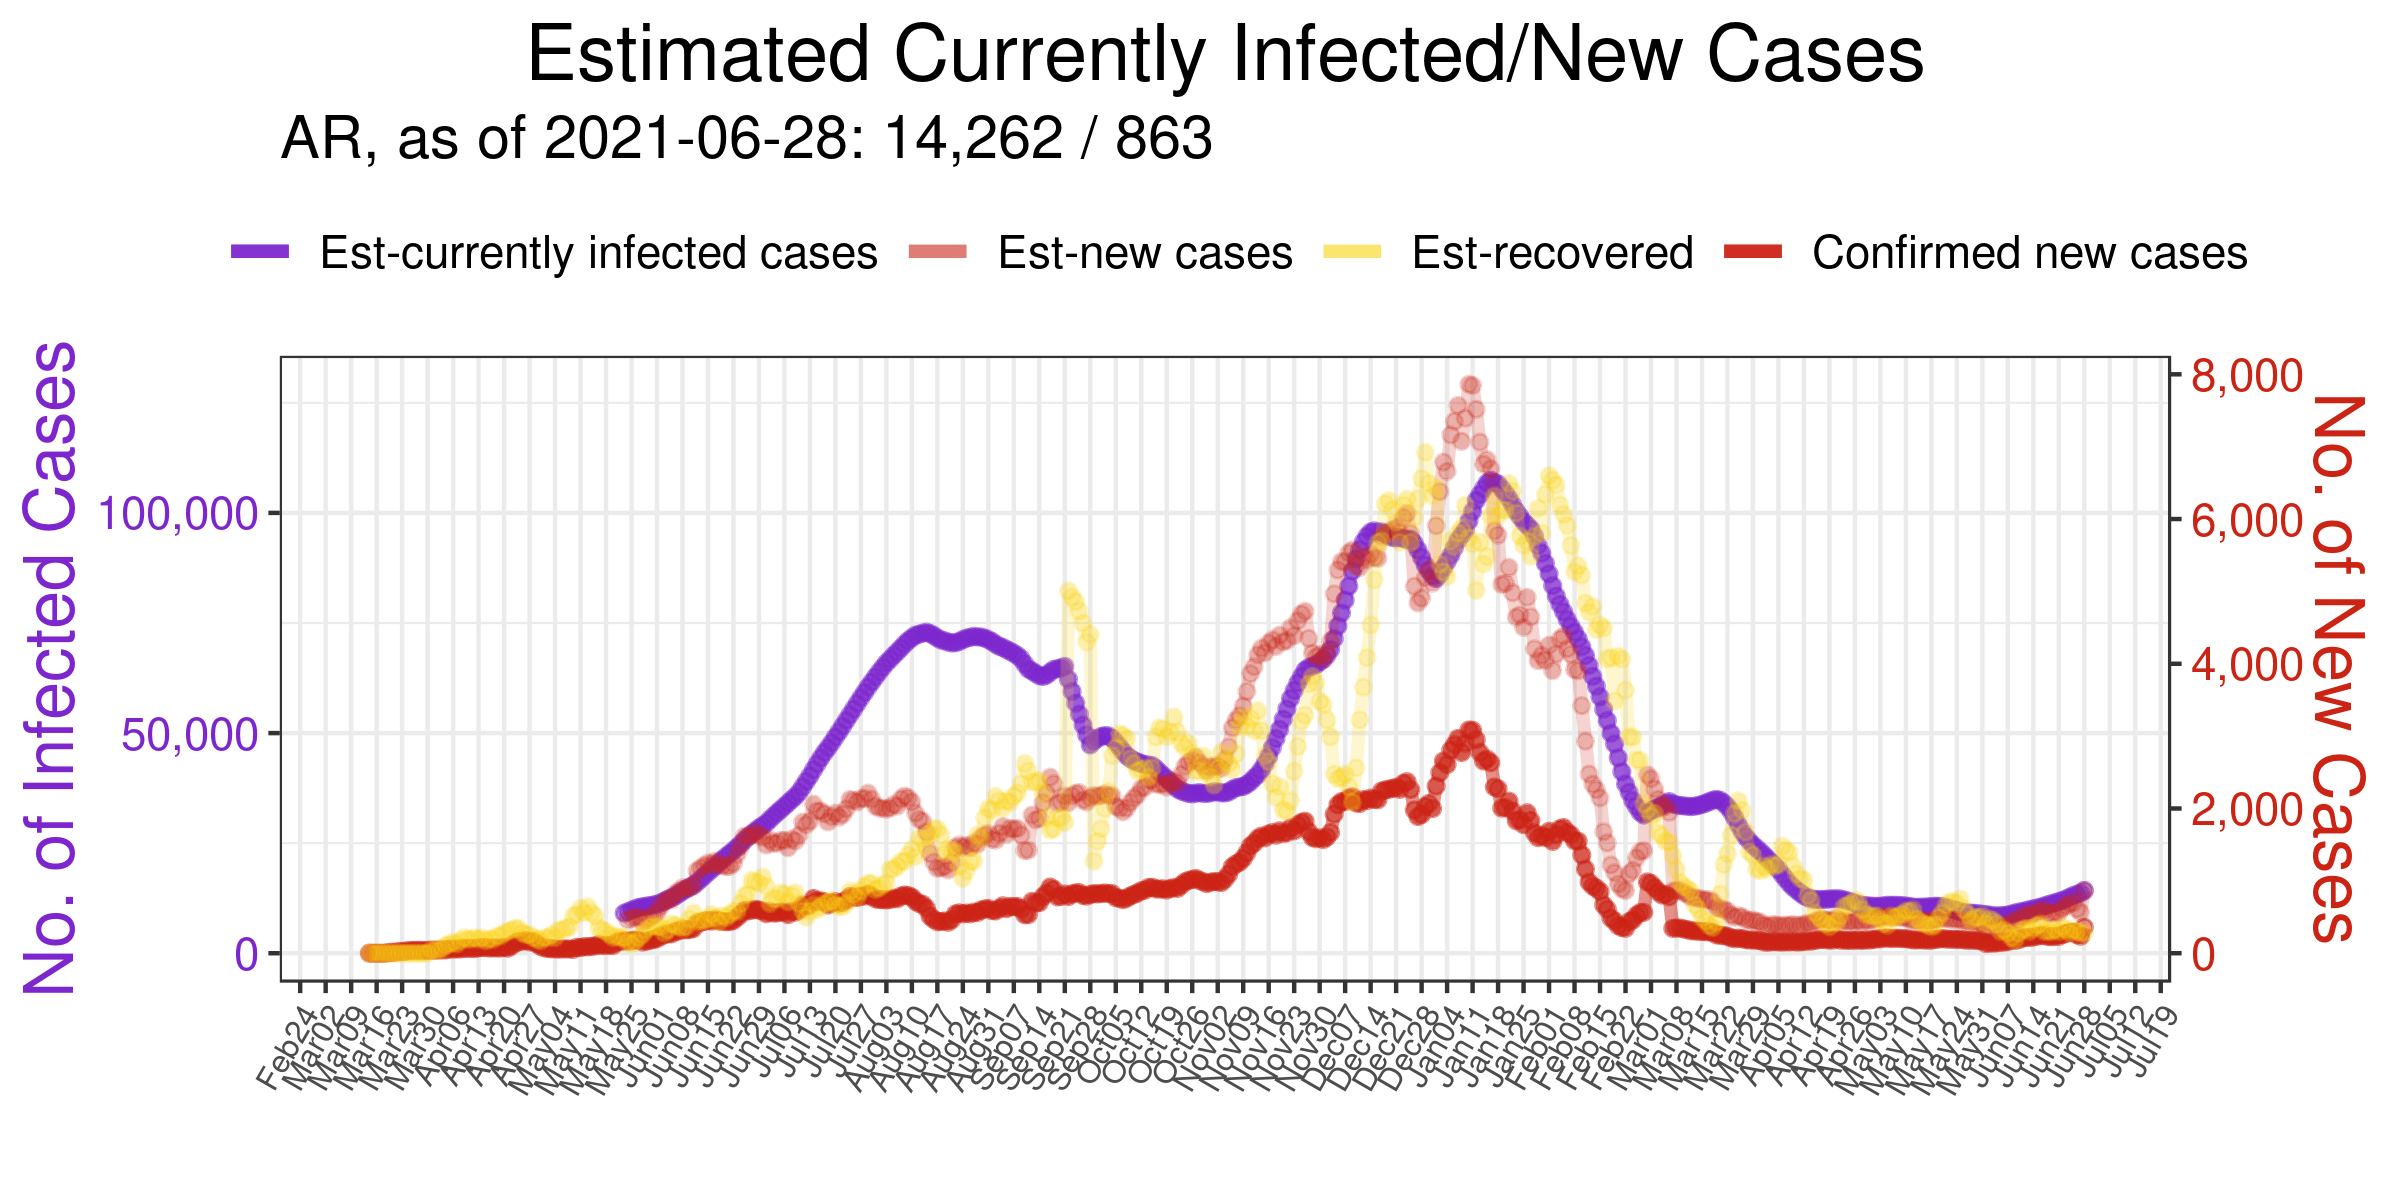 Estimated Currently Infected/New Cases
AR, as of 2021-06-28: 14,262 / 863
Est-currently infected cases
Est-new cases
Est-recovered
Confirmed new cases
No. of Infected Cases
100,000
50,000
0
8,000
6,000
4,000
2,000
0
No. of New Cases
Feb24
Mar02
Mar09
Mar16
Mar23
Mar30
Apr06
Apr13
Apr20
Apr27
May04
May11
May18
May25
Jun01
Jun08
Jun15
Jun22
Jun29
Jul06
Jul13
Jul20
Jul27
Aug03
Aug10
Aug17
Aug24
Aug31
Sep07
Sep14
Sep21
Sep28
Oct05
Oct12
Oct19
Oct26
Nov02
Nov09
Nov16
Nov23
Nov30
Dec07
Dec14
Dec21
Dec28
Jan04
Jan11
Jan18
Jan25
Feb01
Feb08
Feb15
Feb22
Mar01
Mar08
Mar15
Mar22
Mar29
Apr05
Apr12
Apr19
Apr26
May03
May10
May17
May24
May31
Jun07
Jun14
Jun21
Jun28
Jul05
Jul12
Jul19